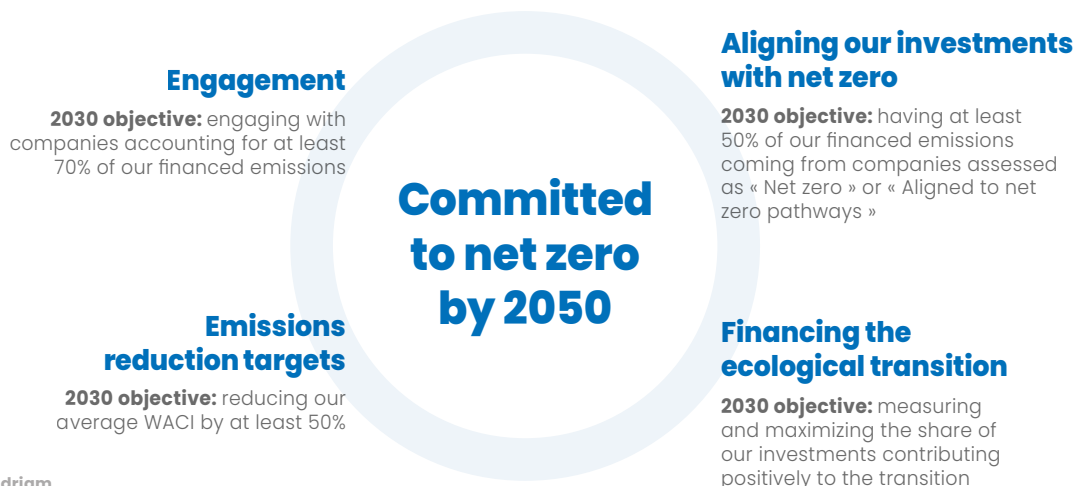 Engagement
2030 objective: engaging with
companies accounting for at least
70% of our financed emissions
Aligning our investments
with net zero
2030 objective: having at least
50% of our financed emissions
coming from companies assessed
as « Net zero » or « Aligned to net
zero pathways »
Committed
to net zero
by 2050
Emissions
reduction targets
2030 objective: reducing our
average WACI by at least 50%
Financing the
ecological transition
2030 objective: measuring
and maximizing the share of
our investments contributing
positively to the transition